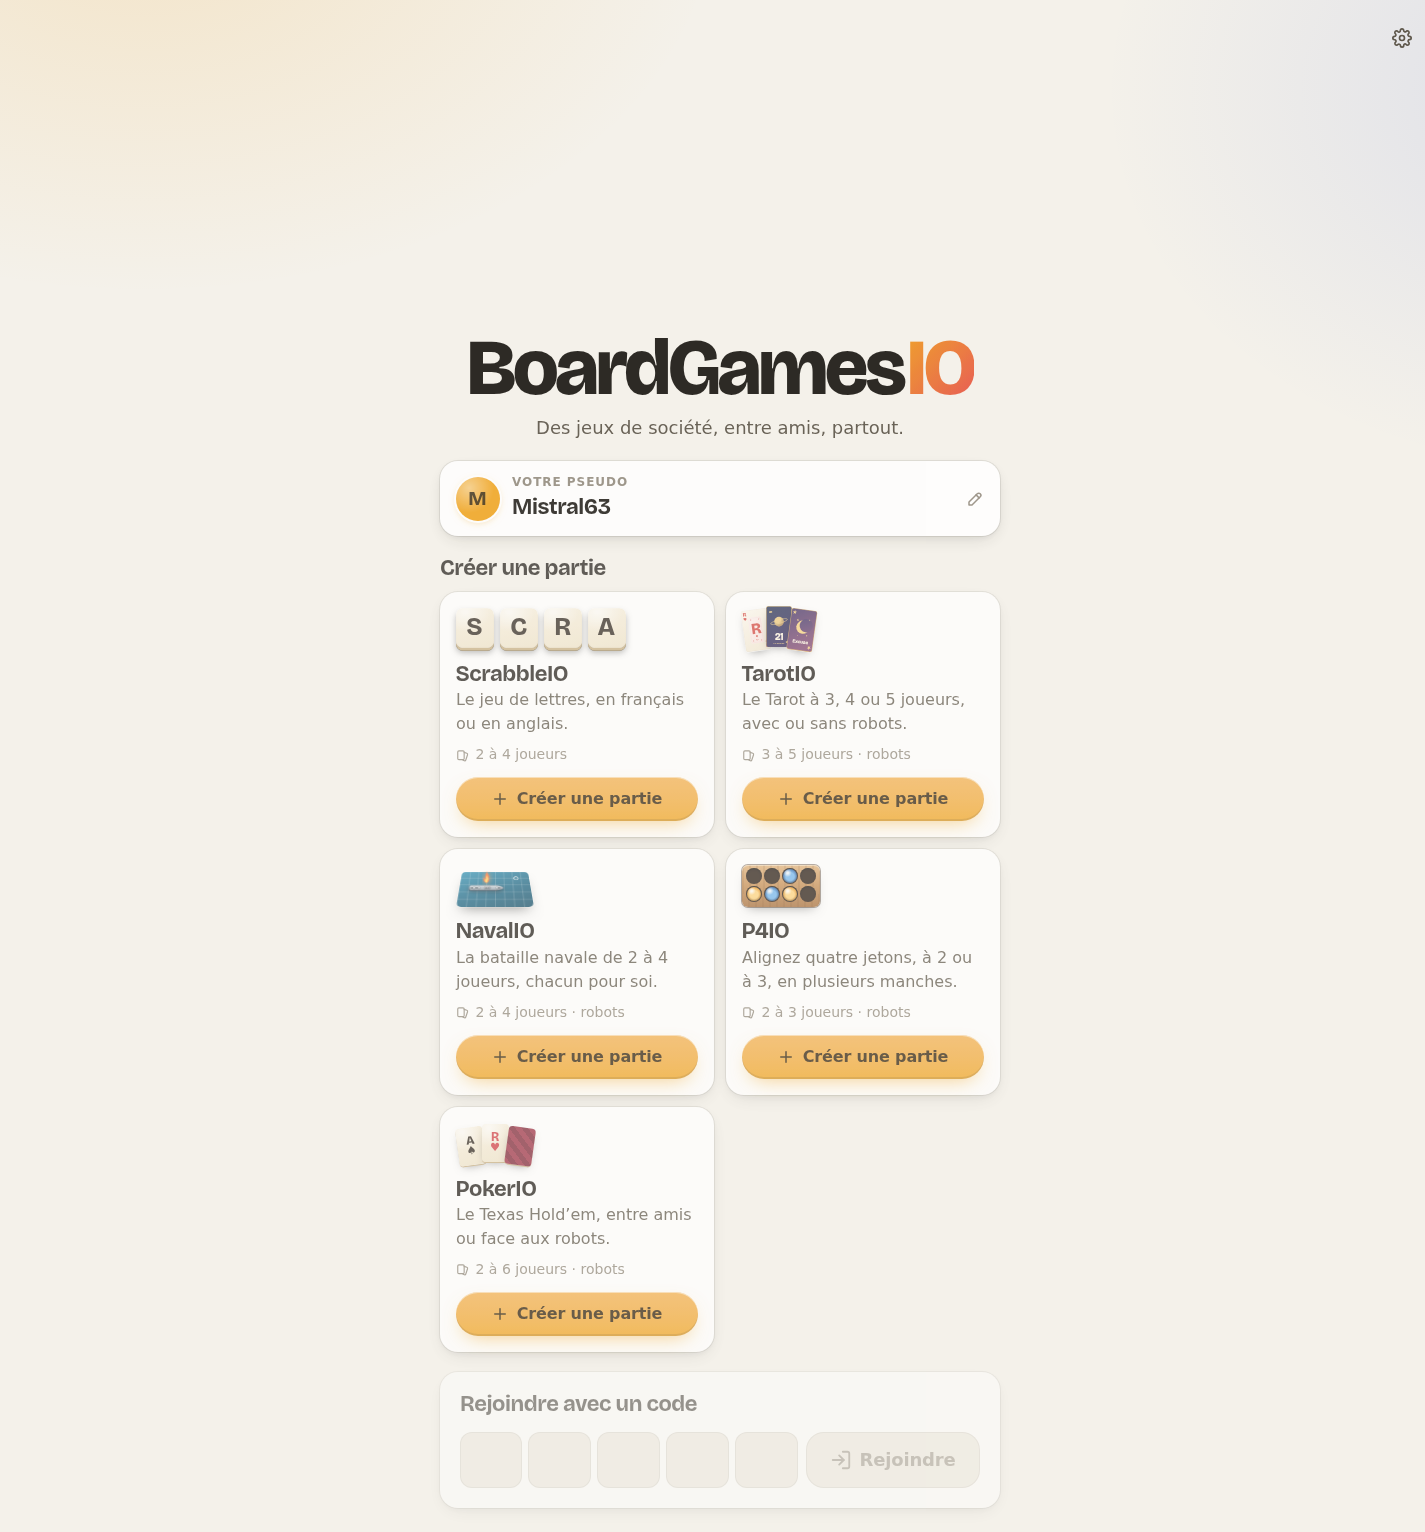 BoardGamesIO
Des jeux de société, entre amis, partout.
M
VOTRE PSEUDO
Mistral63
Créer une partie
S C R A
ScrabbleIO
Le jeu de lettres, en français
ou en anglais.
2 à 4 joueurs
Créer une partie
R
21
Excuse
TarotIO
Le Tarot à 3, 4 ou 5 joueurs,
avec ou sans robots.
3 à 5 joueurs · robots
Créer une partie
NavalIO
La bataille navale de 2 à 4
joueurs, chacun pour soi.
2 à 4 joueurs · robots
Créer une partie
P4IO
Alignez quatre jetons, à 2 ou
à 3, en plusieurs manches.
2 à 3 joueurs · robots
Créer une partie
A R
PokerIO
Le Texas Hold’em, entre amis
ou face aux robots.
2 à 6 joueurs · robots
Créer une partie
Rejoindre avec un code
Rejoindre